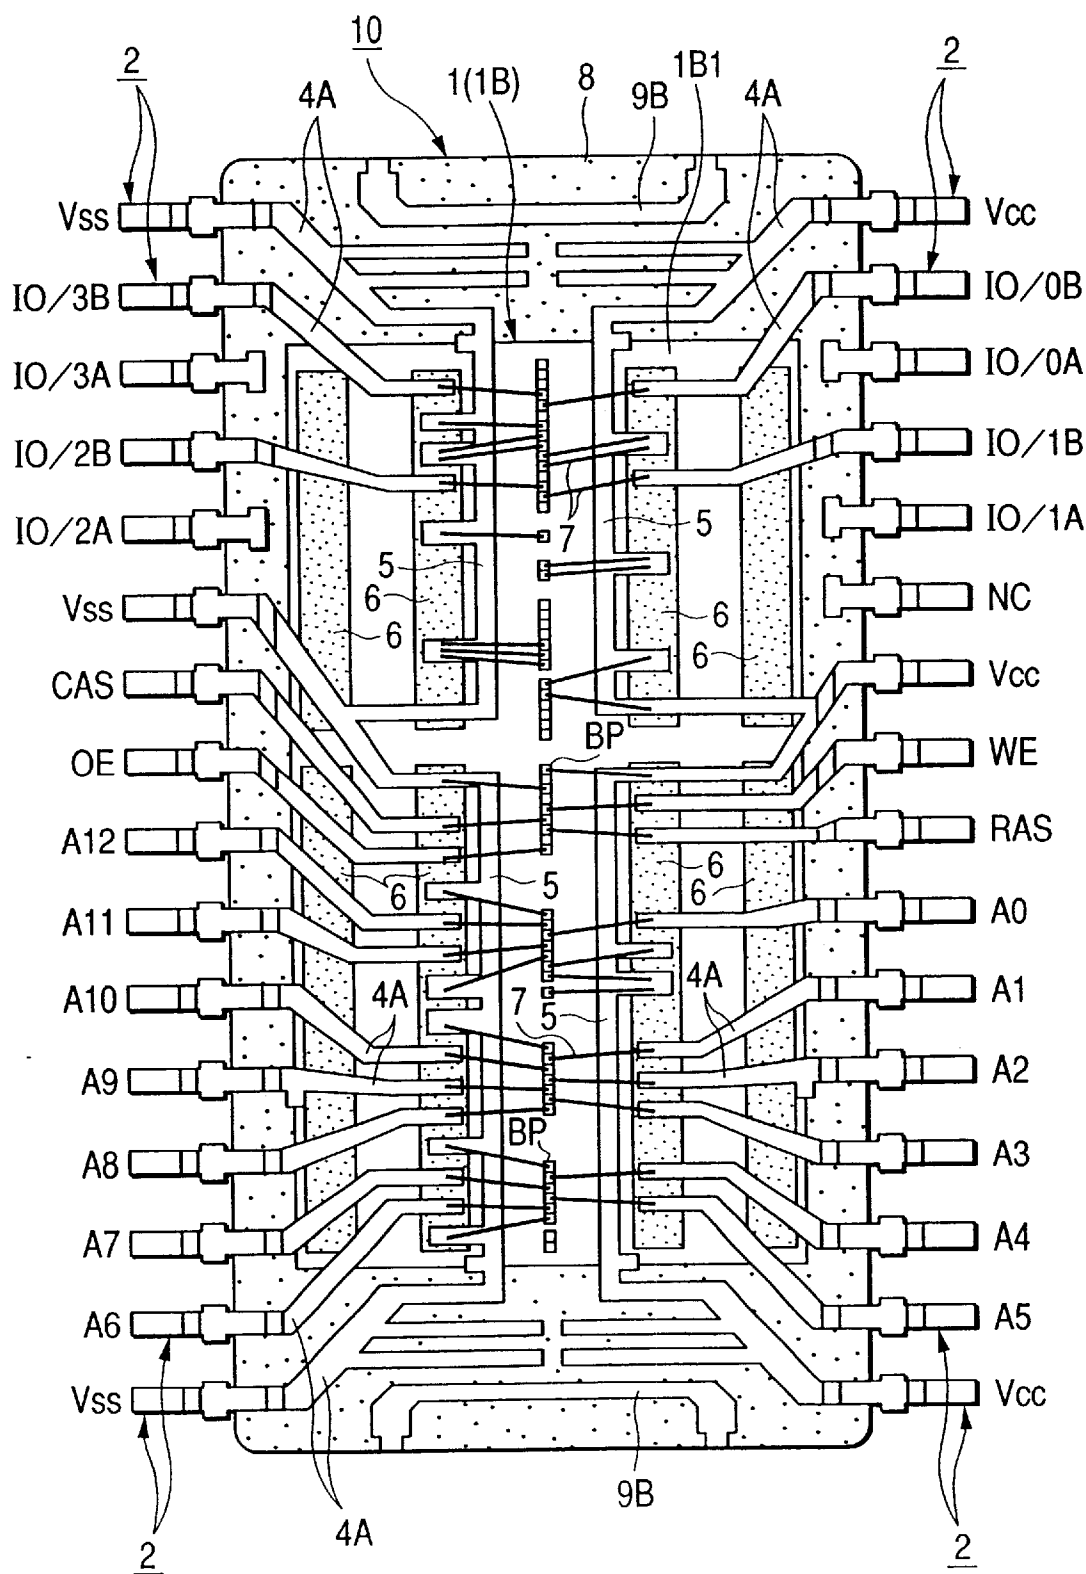 10
2
8
1B1
2
1(1B)
4A
9B
4A
Vss
Vcc
IO/3B
IO/0B
IO/3A
IO/0A
IO/2B
IO/1B
7
5
IO/2A
IO/1A
5
6
6
6
6
Vss
NC
CAS
Vcc
BP
OE
WE
A12
RAS
6
5
6
6
A11
A0
A10
4A
7
5
4A
A1
A9
A2
BP
A8
A3
A7
A4
A6
A5
Vss
Vcc
9B
4A
2
2